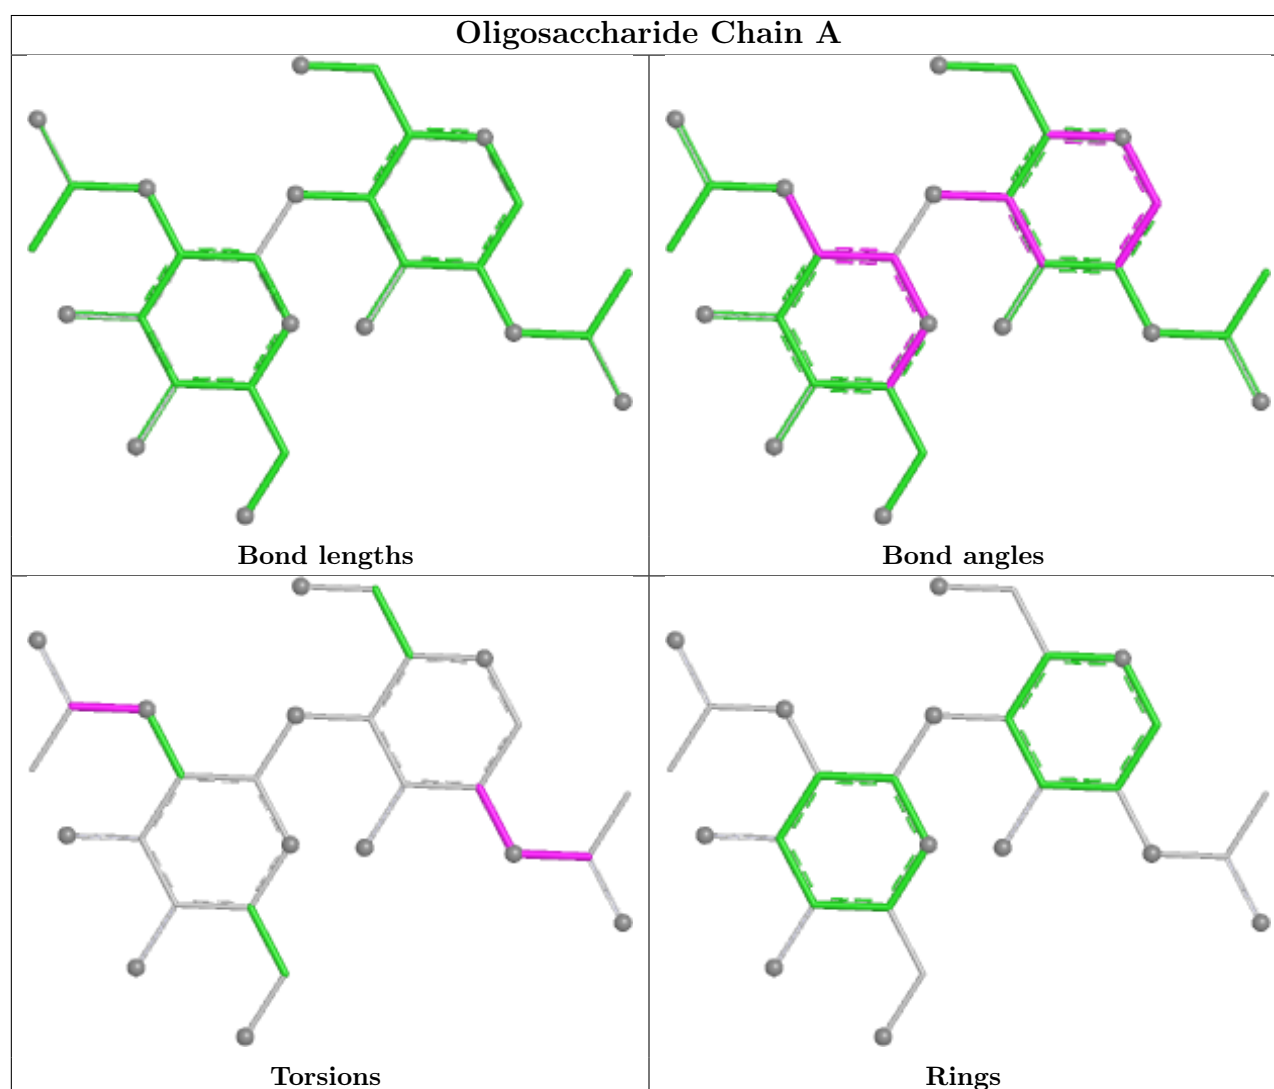 Oligosaccharide Chain A
Bond lengths
Bond angles
Torsions
Rings